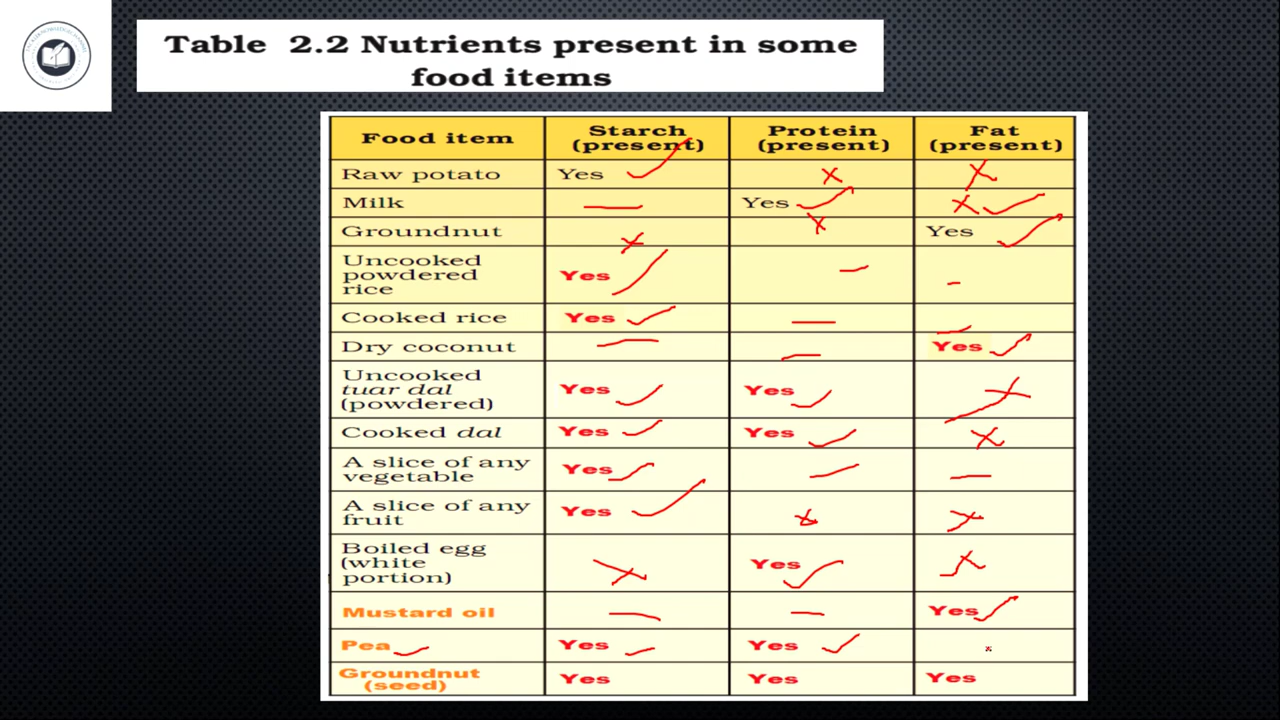 Table 2.2 Nutrients present in some
food items
Food item
Starch
(present)
Protein
(present)
Fat
(present)
Raw potato Yes
Milk Yes
Groundnut Yes
Uncooked
powdered
rice
Yes
Cooked rice Yes
Dry coconut Yes
Uncooked
tuar dal
(powdered)
Yes Yes
Cooked dal Yes Yes
A slice of any
vegetable
Yes
A slice of any
fruit
Yes
Boiled egg
(white
portion)
Yes
Mustard oil Yes
Pea Yes Yes
Groundnut
(seed)
Yes Yes Yes